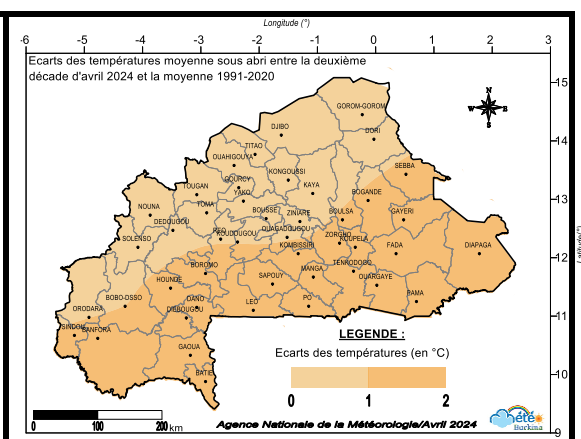 Longitude (°)
-6 -5 -4 -3 -2 -1 0 1 2 3
Ecarts des températures moyenne sous abri entre la deuxième
décade d'avril 2024 et la moyenne 1991-2020
15
GOROM-GOROM
N
W E
S
DJIBO
DORI
14
TITAO
OUAHIGOUYA
SEBBA
KONGOUSSI
GOURCY
TOUGAN
KAYA
YAKO
BOGANDE
13
NOUNA
TOMA
BOUSSE
ZINIARE
BOULSA
GAYERI
DEDOUGOU
OUAGADOUGOU
KOUDOUGOU
ZORGHO
SOLENSO
KOUPELA
KOMBISSIRI
FADA
DIAPAGA
12
Latitude(°)
BOROMO
TENKODOGO
MANGA
HOUNDE
SAPOUY
OUARGAYE
BOBO-DSSO
DANO
LEO
PO
PAMA
ORODARA
DIEBOUGOU
11
SINDOU
BANFORA
LEGENDE :
GAOUA
Ecarts des températures (en °C)
BATIE
10
0 1 2
0 100 200 km
Agence Nationale de la Météorologie/Avril 2024
météo
Burkina
9